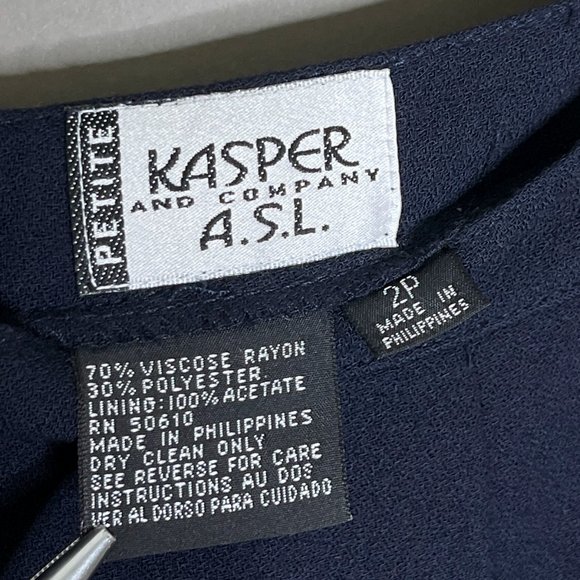 PETITE
KASPER
AND COMPANY
A.S.L.
2P
MADE IN
PHILIPPINES
70% VISCOSE RAYON
30% POLYESTER
LINING: 100% ACETATE
RN 50610
MADE IN PHILIPPINES
DRY CLEAN ONLY
SEE REVERSE FOR CARE
INSTRUCTIONS AU DOS
VER AL DORSO PARA CUIDADO